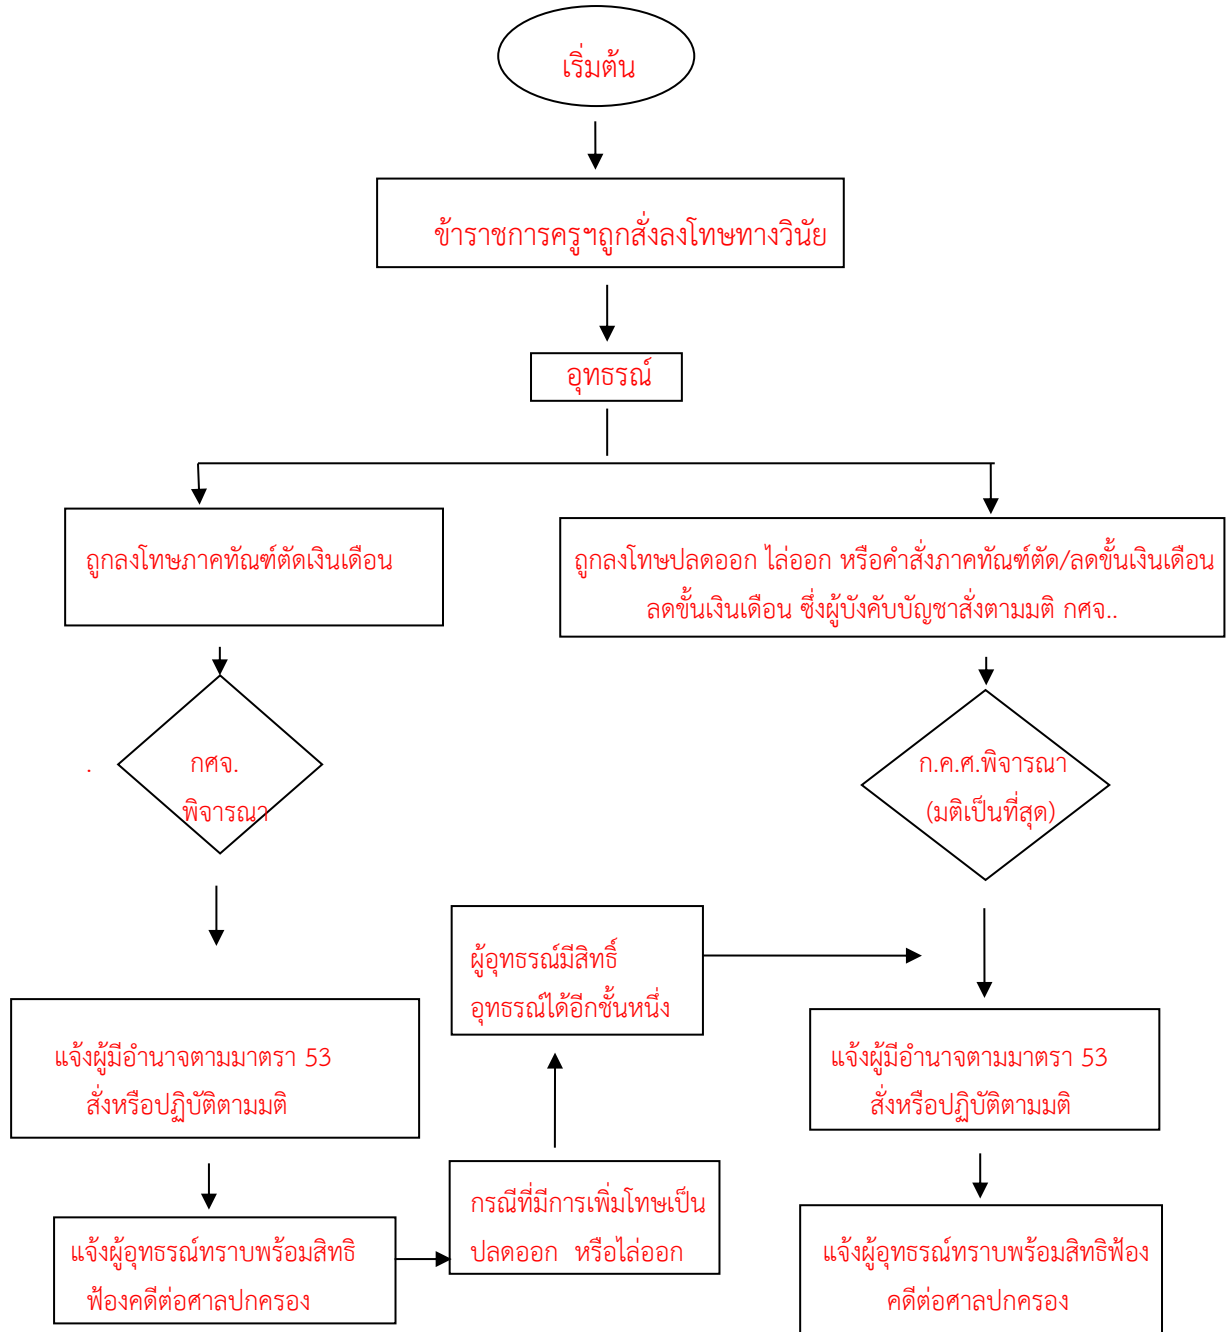 เริ่มต้น
ข้าราชการครูฯถูกสั่งลงโทษทางวินัย
อุทธรณ์
ถูกลงโทษภาคทัณฑ์ตัดเงินเดือน
ถูกลงโทษปลดออก ไล่ออก หรือคำสั่งภาคทัณฑ์ตัด/ลดขั้นเงินเดือน
ลดขั้นเงินเดือน ซึ่งผู้บังคับบัญชาสั่งตามมติ กศจ..
.
กศจ.
พิจารณา
ก.ค.ศ.พิจารณา
(มติเป็นที่สุด)
ผู้อุทธรณ์มีสิทธิ์
อุทธรณ์ได้อีกชั้นหนึ่ง
แจ้งผู้มีอำนาจตามมาตรา 53
สั่งหรือปฏิบัติตามมติ
แจ้งผู้มีอำนาจตามมาตรา 53
สั่งหรือปฏิบัติตามมติ
กรณีที่มีการเพิ่มโทษเป็น
ปลดออก หรือไล่ออก
แจ้งผู้อุทธรณ์ทราบพร้อมสิทธิ
ฟ้องคดีต่อศาลปกครอง
แจ้งผู้อุทธรณ์ทราบพร้อมสิทธิฟ้อง
คดีต่อศาลปกครอง